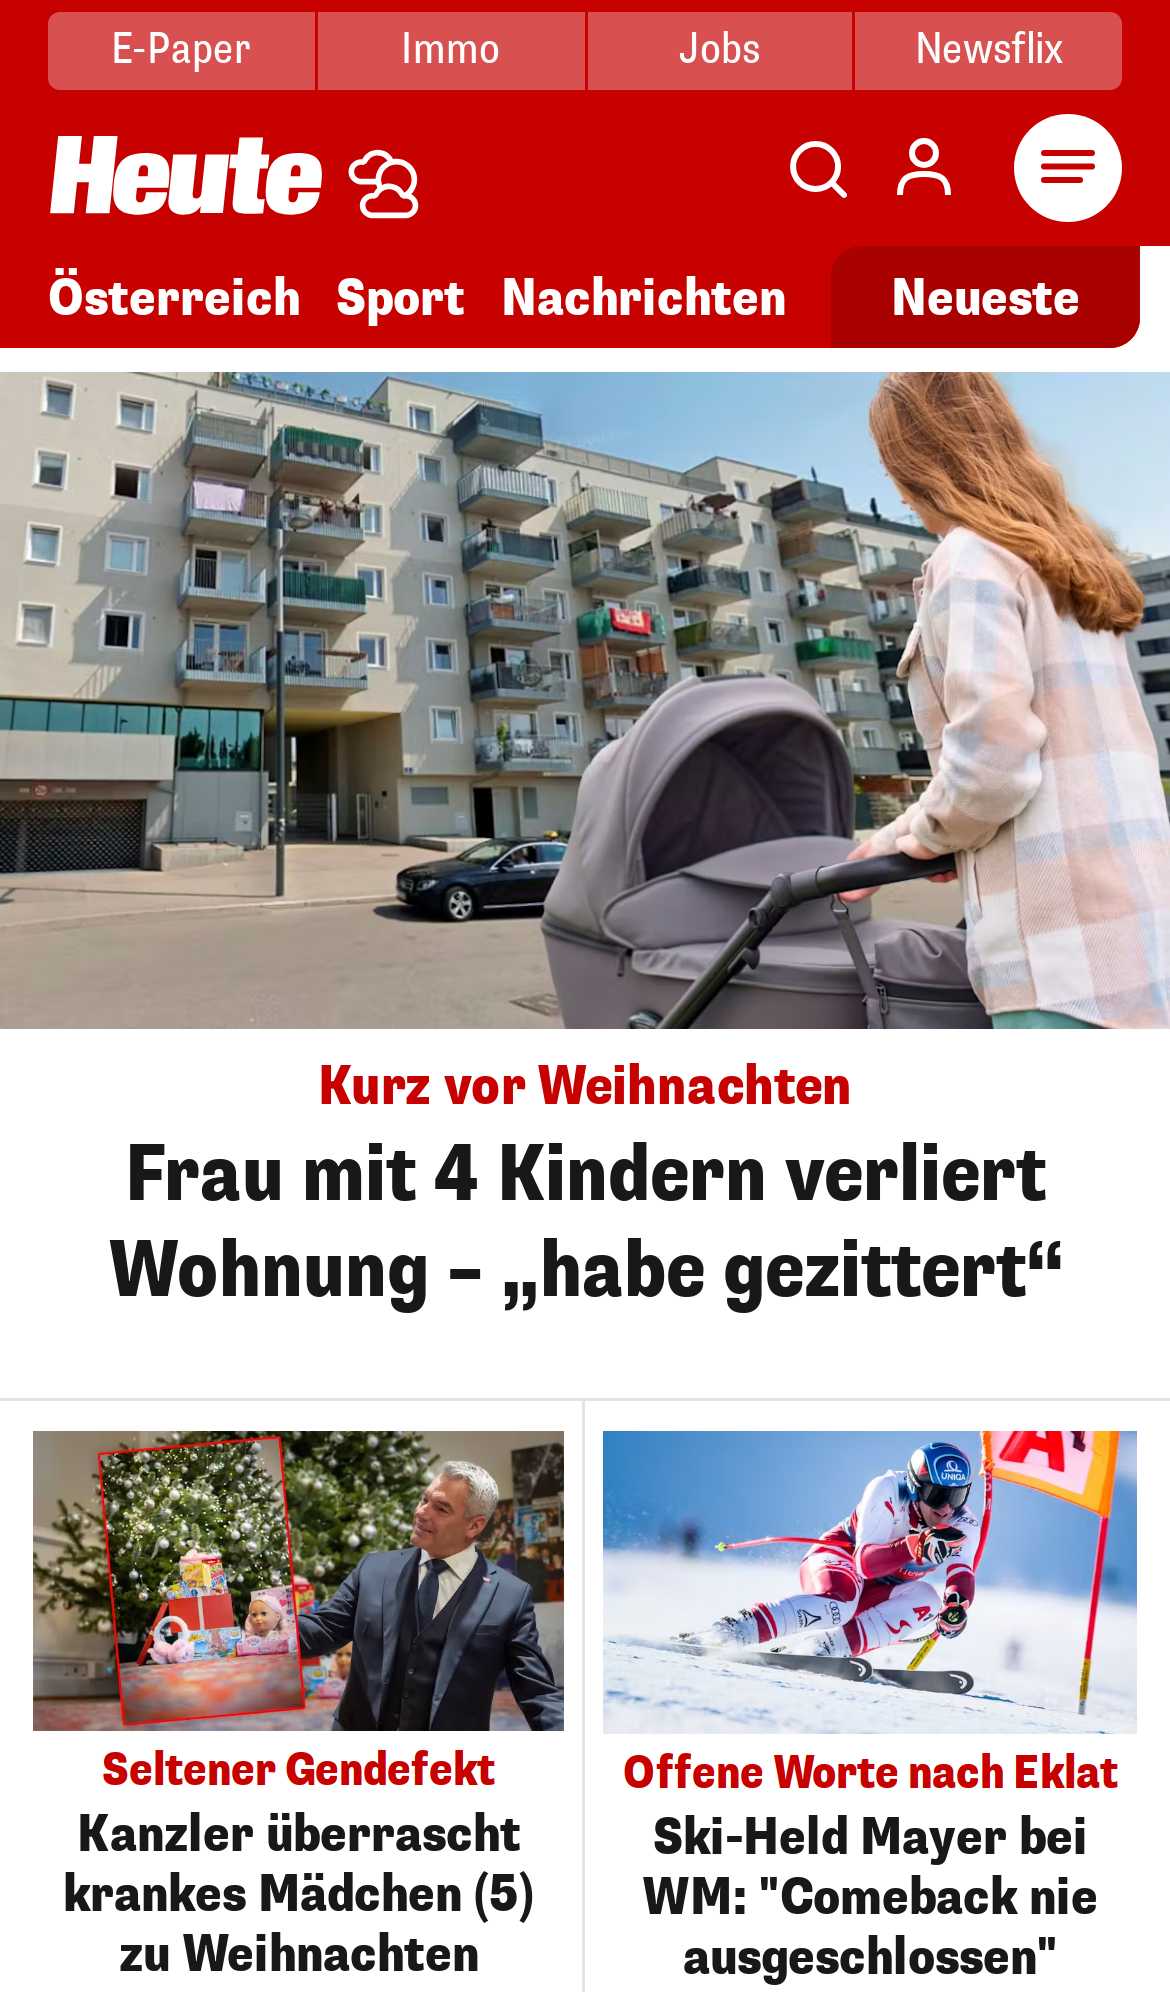 E-Paper Immo Jobs Newsflix
Heute
Österreich Sport Nachrichten Neueste
Kurz vor Weihnachten
Frau mit 4 Kindern verliert
Wohnung – „habe gezittert“
UNIQA
Seltener Gendefekt
Kanzler überrascht
krankes Mädchen (5)
zu Weihnachten
Offene Worte nach Eklat
Ski-Held Mayer bei
WM: "Comeback nie
ausgeschlossen"